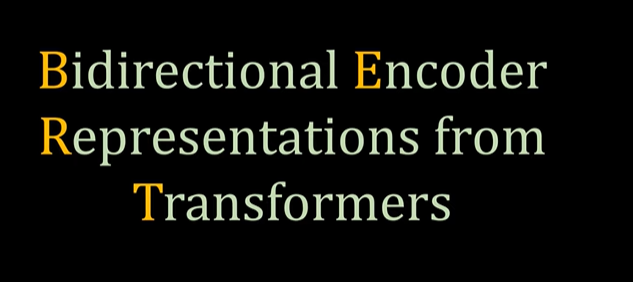 Bidirectional Encoder
Representations from
Transformers